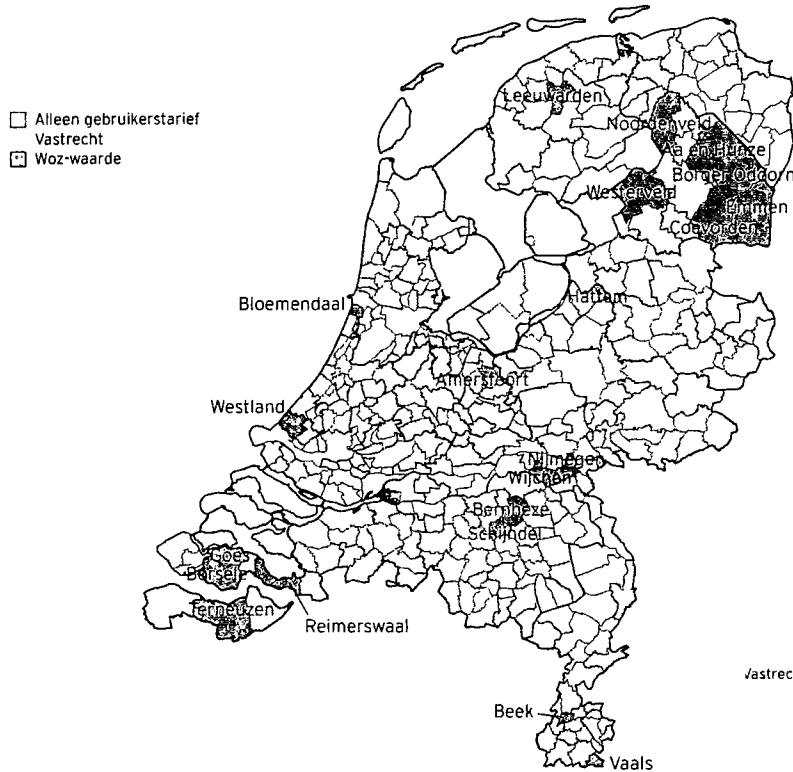 Alleen gebruikerstarief
Vastrecht
Woz-waarde
Leeuwarden
Noordenveld
Aa en Hunze
Borger-Odoorn
Westerveld
Emmen
Coevorden
Bloemendaal
Hattem
Amersfoort
Westland
Nijmegen
Wijchen
Bernheze
Schijndel
Goes
Borsele
Terneuzen
Reimerswaal
Vastrec
Beek
Vaals